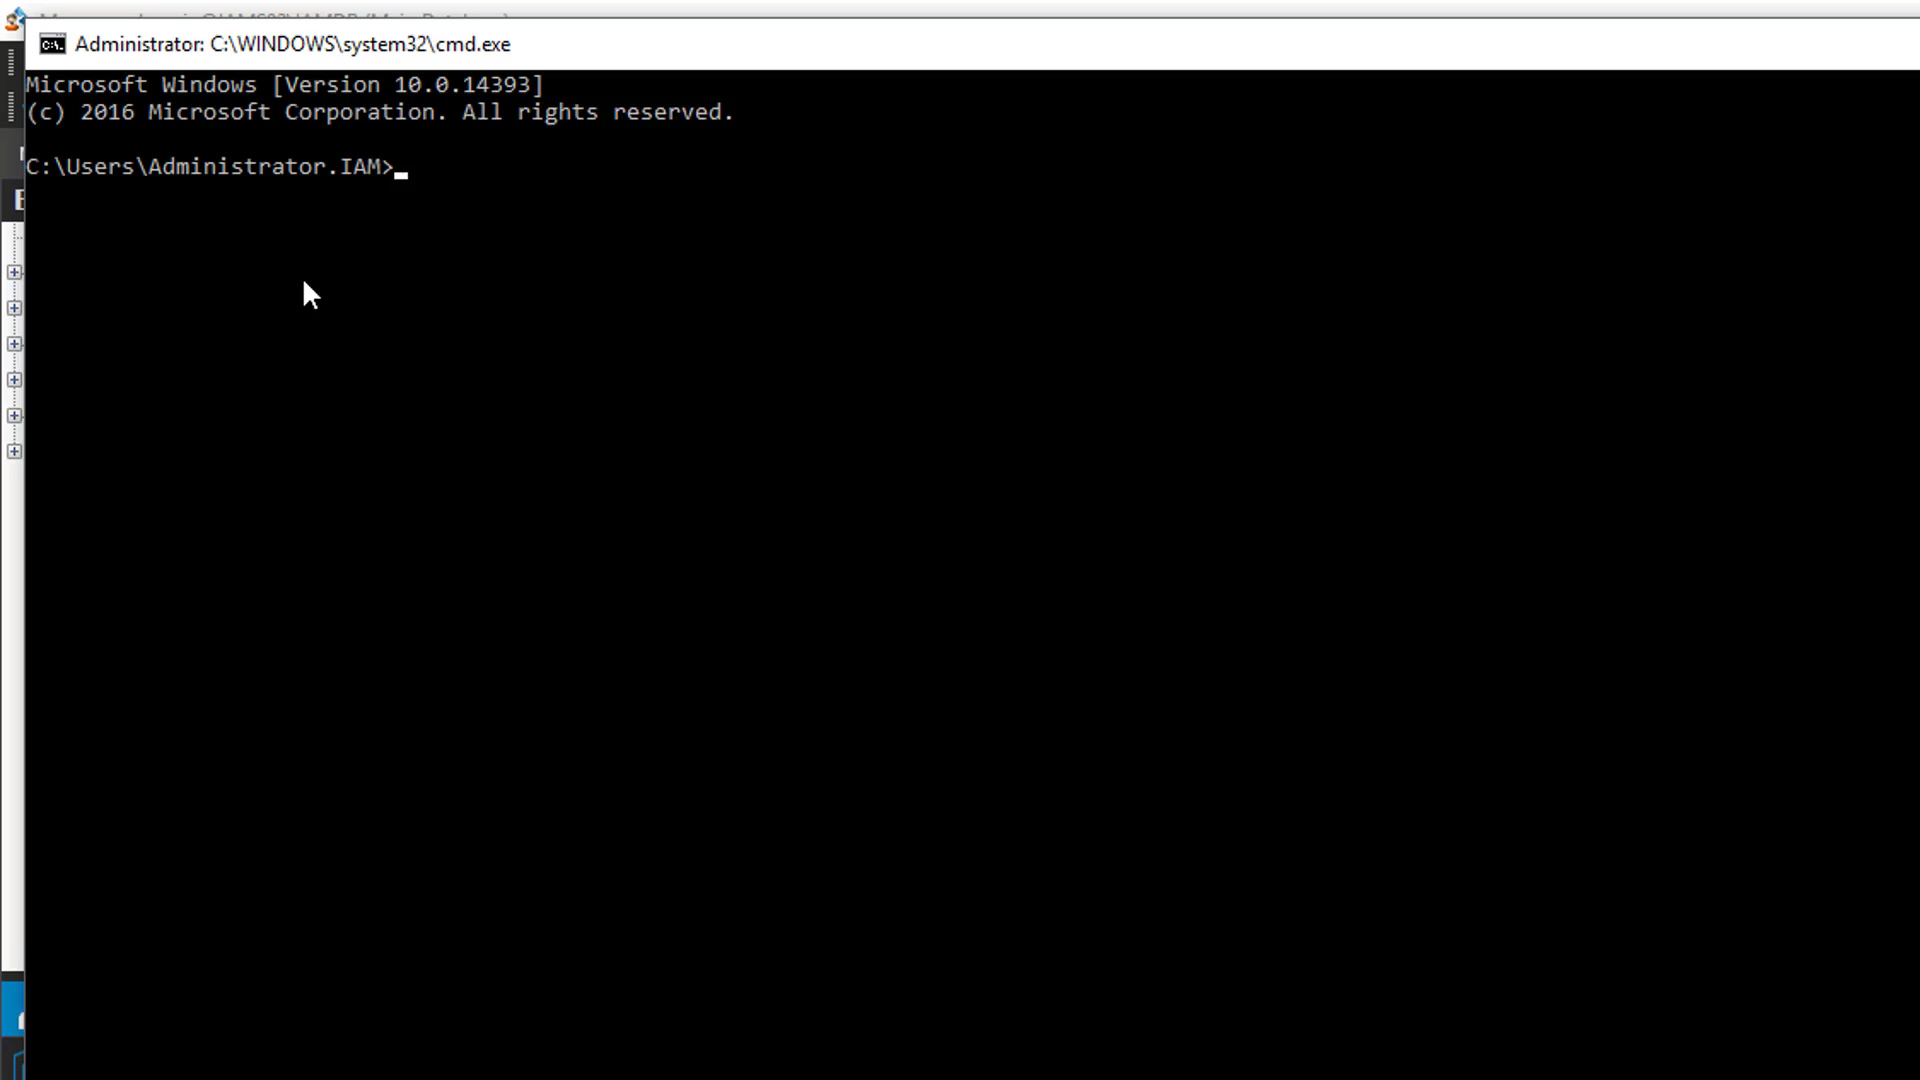 Administrator: C:\WINDOWS\system32\cmd.exe
Microsoft Windows [Version 10.0.14393]
(c) 2016 Microsoft Corporation. All rights reserved.
C:\Users\Administrator.IAM>